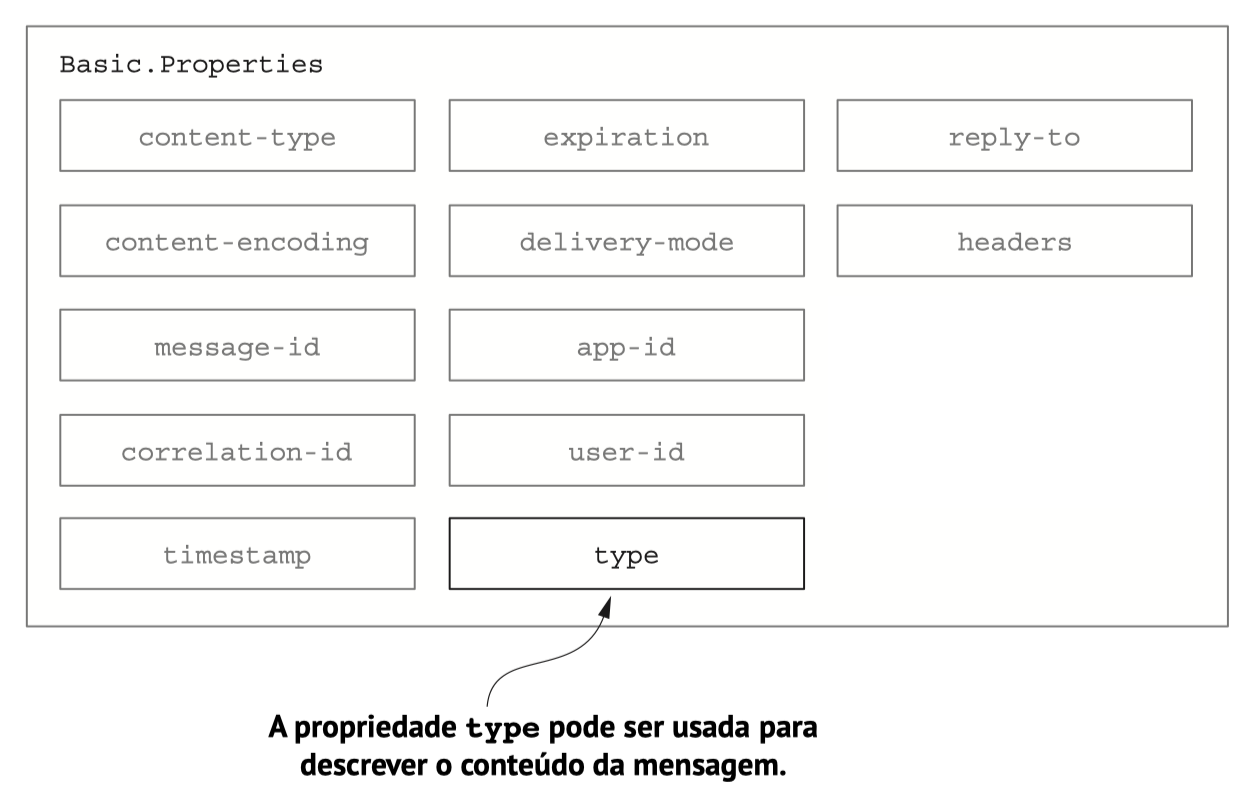 Basic.Properties
content-type
expiration
reply-to
content-encoding
delivery-mode
headers
message-id
app-id
correlation-id
user-id
timestamp
type
A propriedade type pode ser usada para
descrever o conteúdo da mensagem.